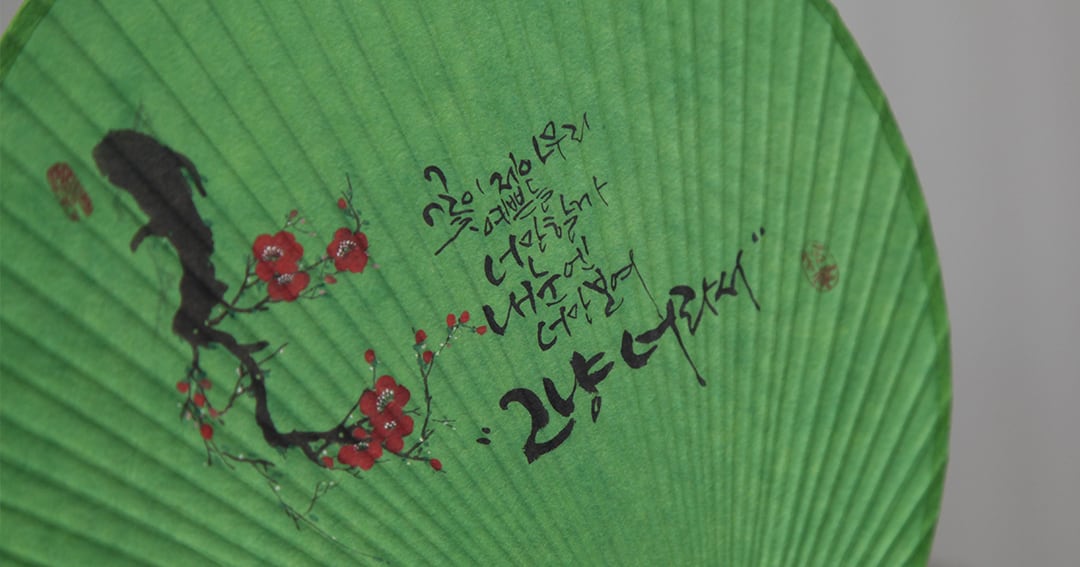 꽃이 제아무리
예쁜들
너만 할까
내 눈엔
너만 보여
"그냥 너라서"